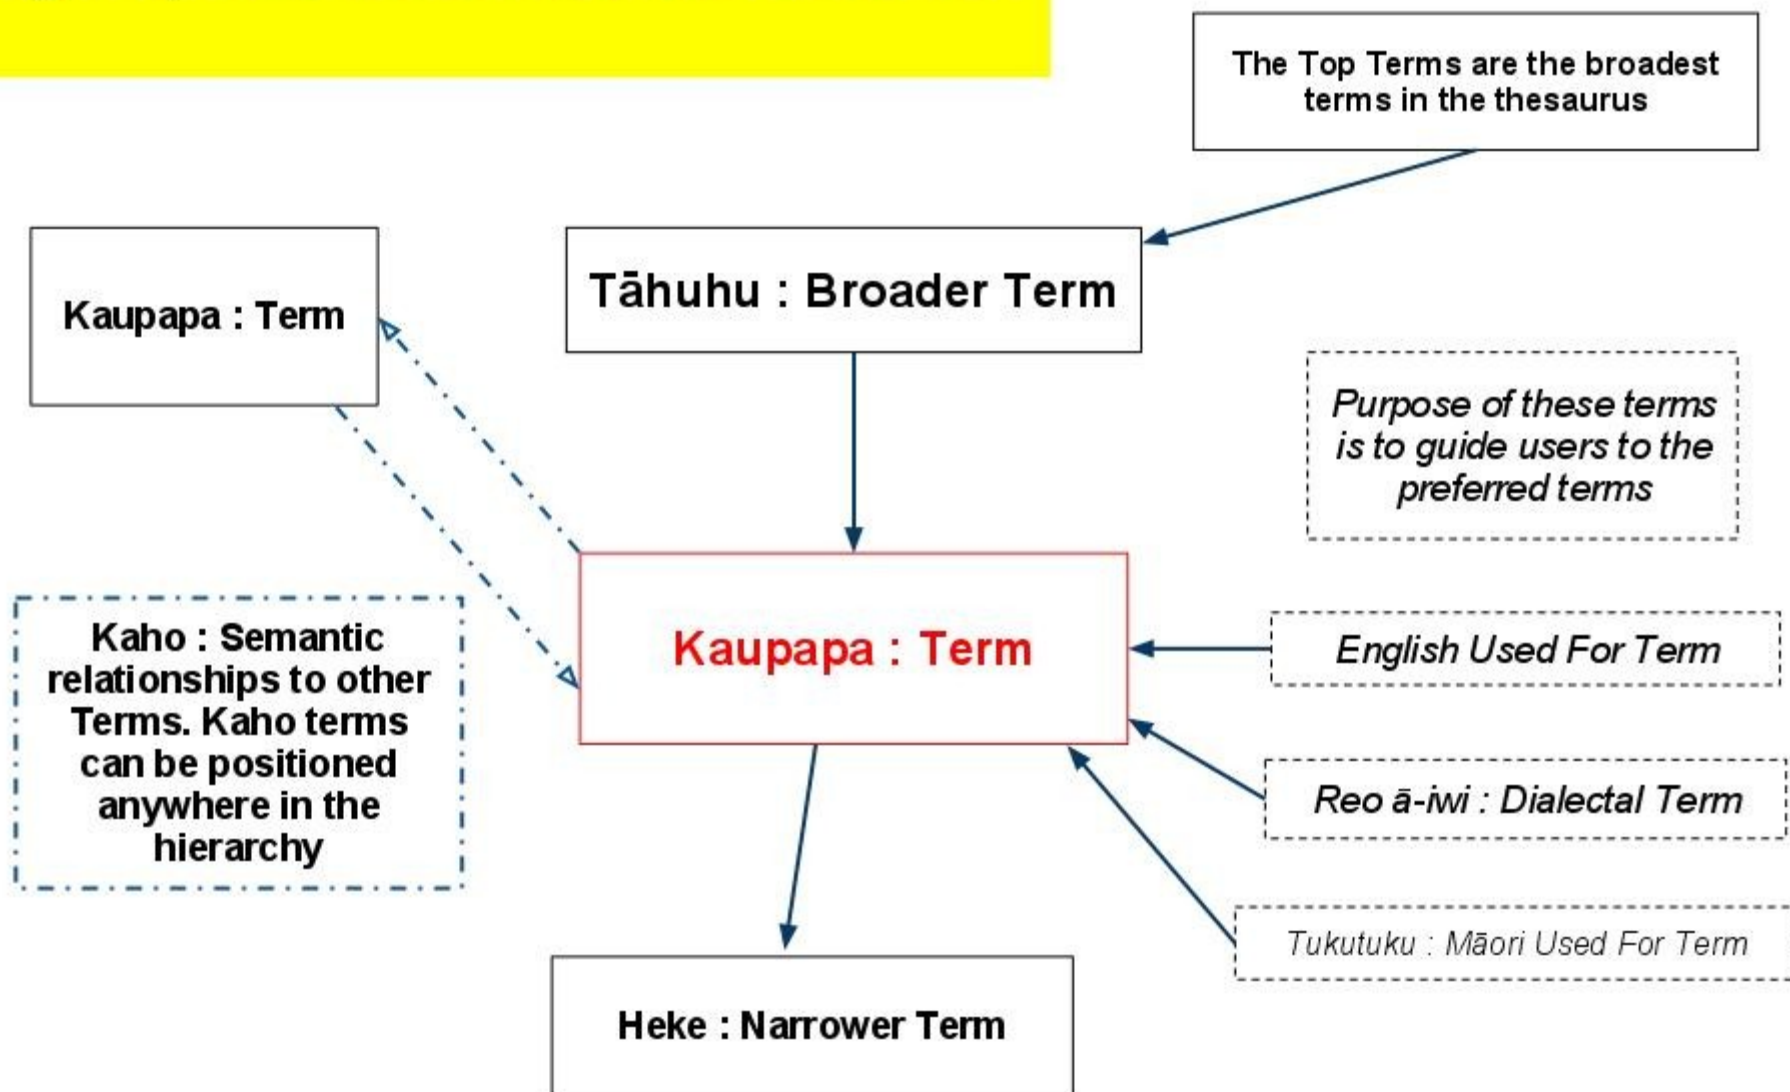 The Top Terms are the broadest
terms in the thesaurus
Kaupapa : Term
Tāhuhu : Broader Term
Purpose of these terms
is to guide users to the
preferred terms
Kaho : Semantic
relationships to other
Terms. Kaho terms
can be positioned
anywhere in the
hierarchy
Kaupapa : Term
English Used For Term
Reo ā-iwi : Dialectal Term
Tukutuku : Māori Used For Term
Heke : Narrower Term